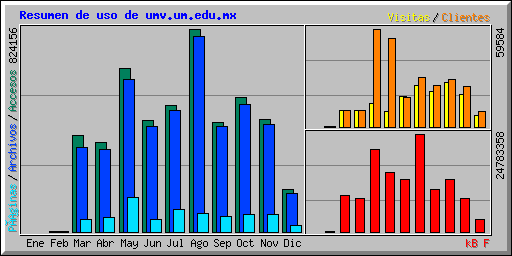 Resumen de uso de umv.um.edu.mx
Visitas / Clientes
824156
Páginas / Archivos / Accesos
59584
24783358
Ene Feb Mar Abr May Jun Jul Ago Sep Oct Nov Dic
kB F